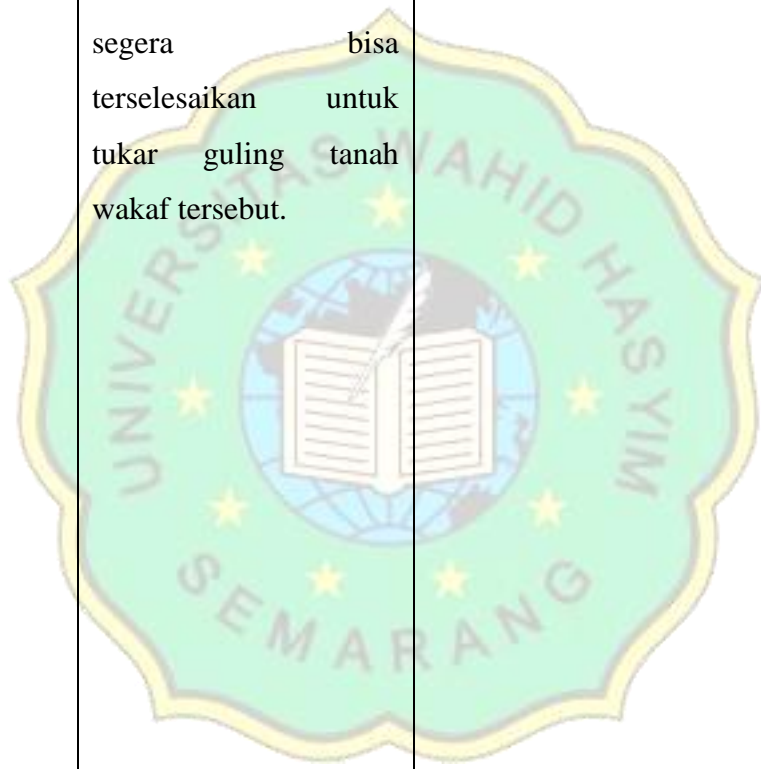 segera bisa
terselesaikan untuk
tukar guling tanah
wakaf tersebut.
UNIVERSITAS WAHID HASYIM
SEMARANG